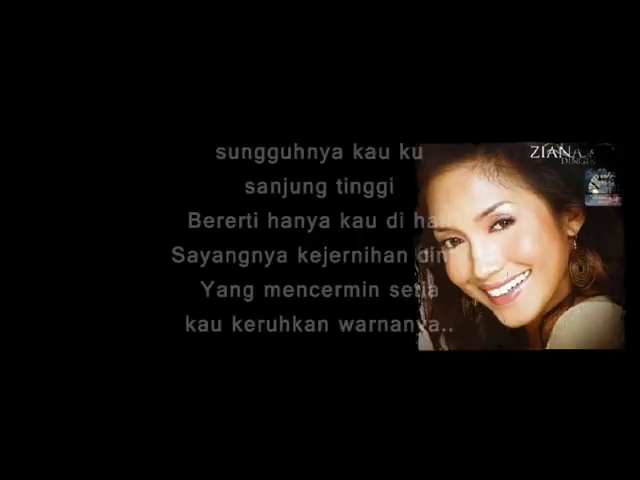 sungguhnya kau ku
sanjung tinggi
Bererti hanya kau di
Sayangnya kejernihan
Yang mencermin setia
kau keruhkan warnanya..
ZIANA